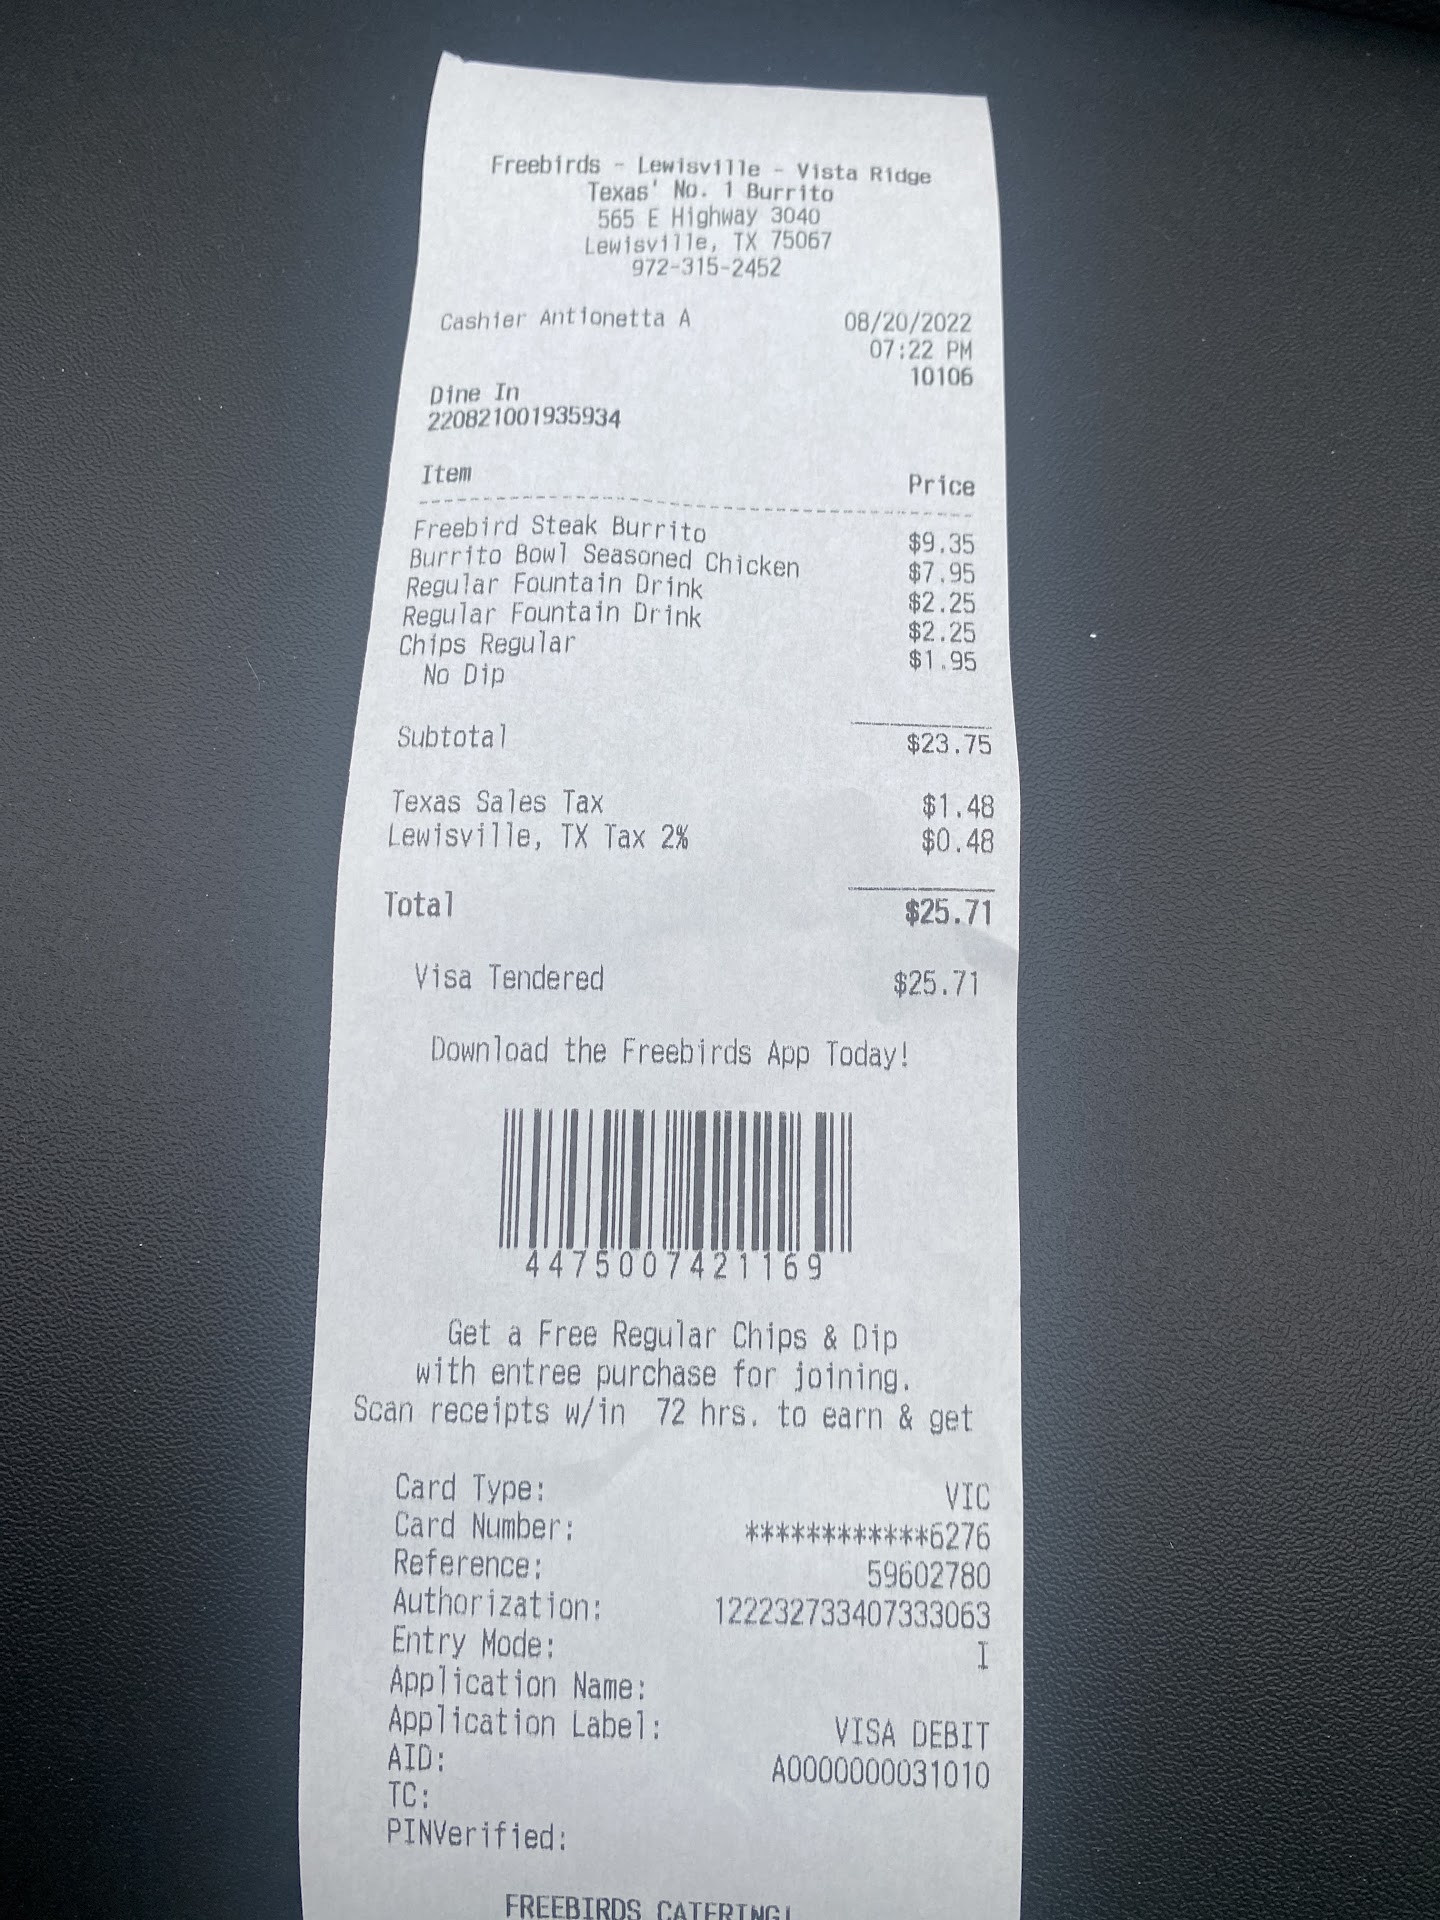 Freebirds - Lewisville - Vista Ridge
Texas' No. 1 Burrito
565 E Highway 3040
Lewisville, TX 75067
972-315-2452
Cashier Antionetta A 08/20/2022
07:22 PM
10106
Dine In
220821001935934
Item Price
Freebird Steak Burrito $9.35
Burrito Bowl Seasoned Chicken $7.95
Regular Fountain Drink $2.25
Regular Fountain Drink $2.25
Chips Regular $1.95
No Dip
Subtotal $23.75
Texas Sales Tax $1.48
Lewisville, TX Tax 2% $0.48
Total $25.71
Visa Tendered $25.71
Download the Freebirds App Today!
4475007421169
Get a Free Regular Chips & Dip
with entree purchase for joining.
Scan receipts w/in 72 hrs. to earn & get
Card Type: VIC
Card Number: ************6276
Reference: 59602780
Authorization: 122232733407333063
Entry Mode: I
Application Name:
Application Label: VISA DEBIT
AID: A0000000031010
TC:
PINVerified:
FREEBIRDS CATERING!